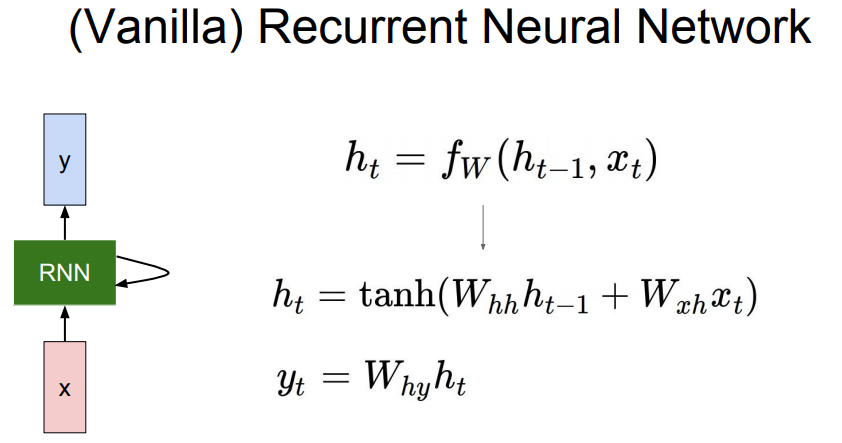 (Vanilla) Recurrent Neural Network
y
RNN
x
h_t = f_W(h_{t-1}, x_t)
h_t = tanh(W_{hh}h_{t-1} + W_{xh}x_t)
y_t = W_{hy}h_t